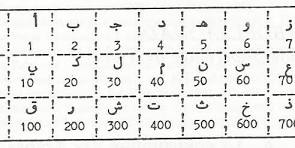 أ ب جـ د هـ و ز
1 2 3 4 5 6 7
ي ك ل م ن س ع
10 20 30 40 50 60 70
ق ر ش ت ث خ ذ
100 200 300 400 500 600 700